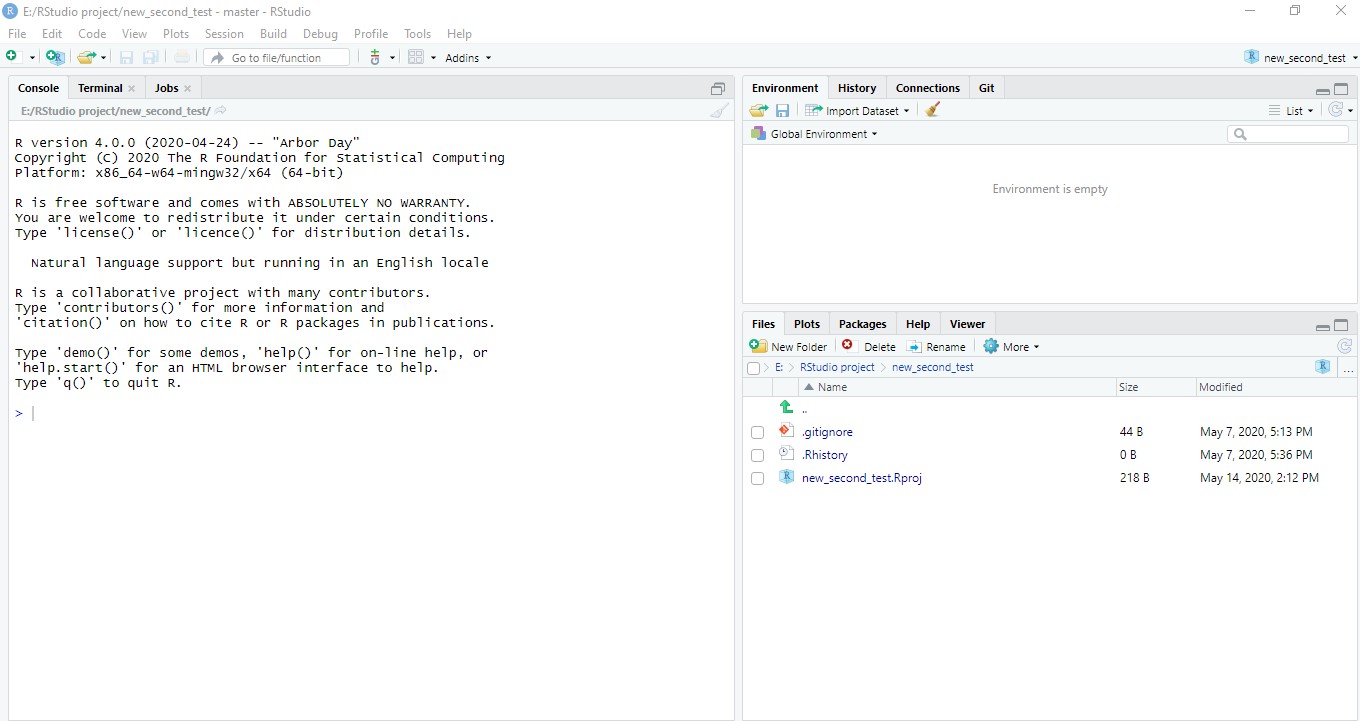 E:/RStudio project/new_second_test - master - RStudio
File Edit Code View Plots Session Build Debug Profile Tools Help
Go to file/function Addins new_second_test
Console Terminal Jobs
E:/RStudio project/new_second_test/
R version 4.0.0 (2020-04-24) -- "Arbor Day"
Copyright (C) 2020 The R Foundation for Statistical Computing
Platform: x86_64-w64-mingw32/x64 (64-bit)
R is free software and comes with ABSOLUTELY NO WARRANTY.
You are welcome to redistribute it under certain conditions.
Type 'license()' or 'licence()' for distribution details.
Natural language support but running in an English locale
R is a collaborative project with many contributors.
Type 'contributors()' for more information and
'citation()' on how to cite R or R packages in publications.
Type 'demo()' for some demos, 'help()' for on-line help, or
'help.start()' for an HTML browser interface to help.
Type 'q()' to quit R.
>
Environment History Connections Git
Import Dataset List
Global Environment
Environment is empty
Files Plots Packages Help Viewer
New Folder Delete Rename More
E: RStudio project new_second_test ...
Name Size Modified
..
.gitignore 44 B May 7, 2020, 5:13 PM
.Rhistory 0 B May 7, 2020, 5:36 PM
new_second_test.Rproj 218 B May 14, 2020, 2:12 PM